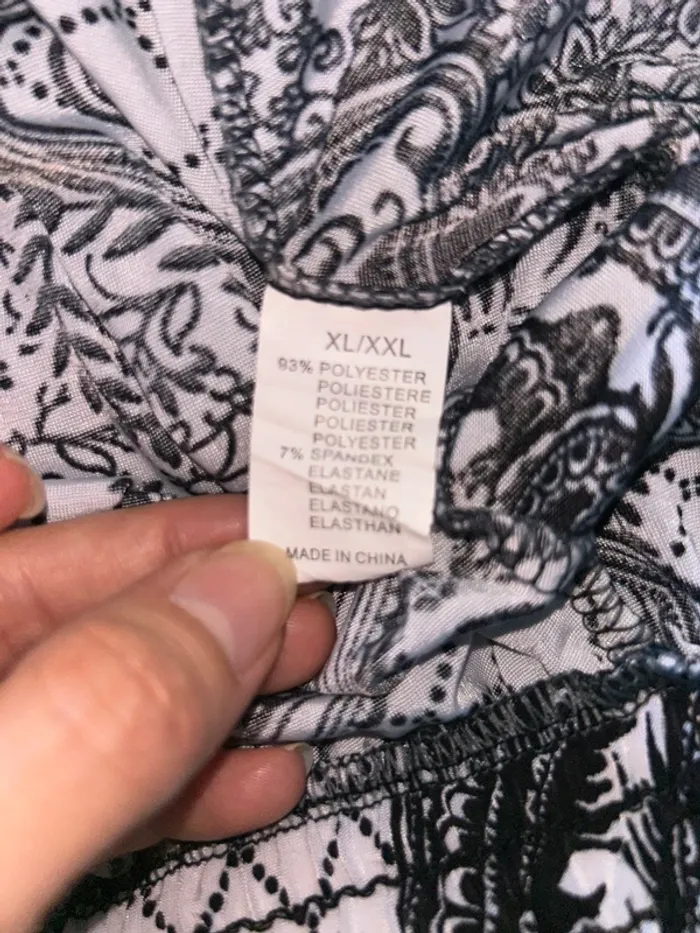 XL/XXL
93% POLYESTER
POLIESTERE
POLIESTER
POLIESTER
POLYESTER
7% SPANDEX
ELASTANE
ELASTAN
ELASTANO
ELASTHAN
MADE IN CHINA